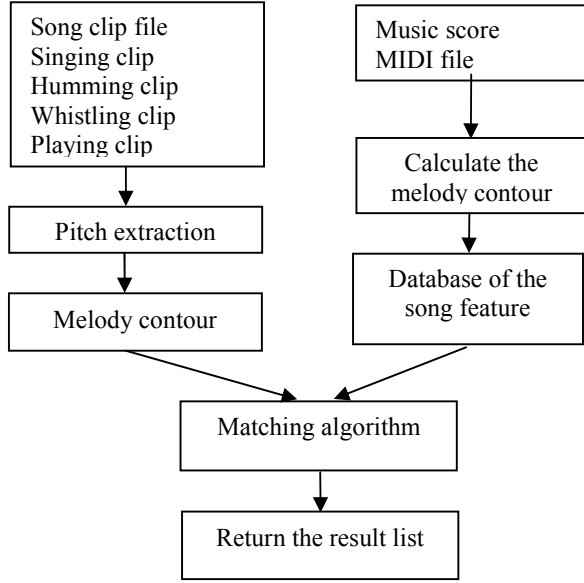 Song clip file
Singing clip
Humming clip
Whistling clip
Playing clip
Music score
MIDI file
Calculate the
melody contour
Pitch extraction
Database of the
song feature
Melody contour
Matching algorithm
Return the result list